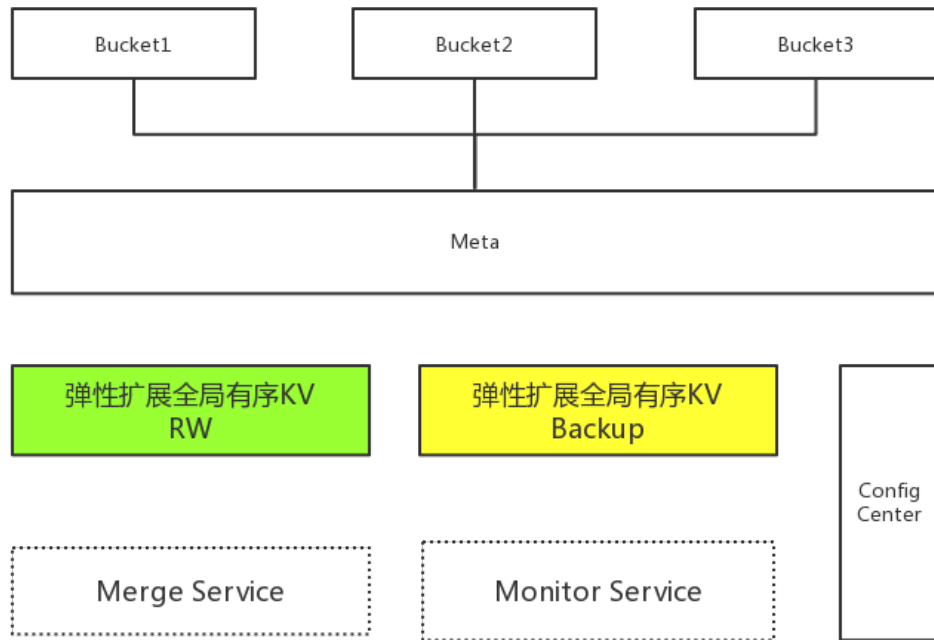 Bucket1
Bucket2
Bucket3
Meta
弹性扩展全局有序KV
RW
弹性扩展全局有序KV
Backup
Config
Center
Merge Service
Monitor Service